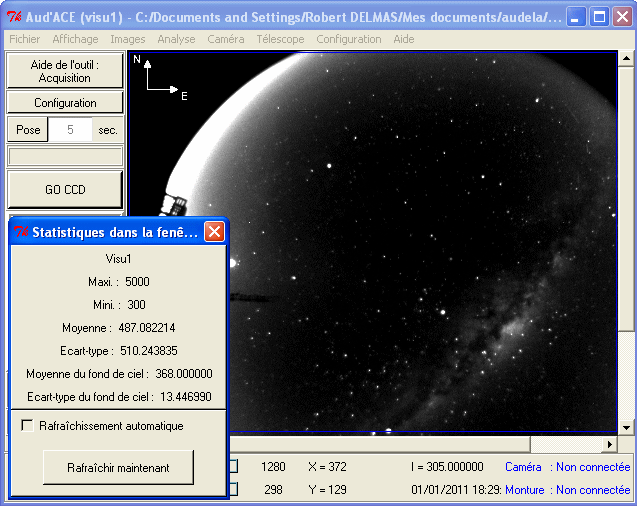 Aud'ACE (visu1) - C:/Documents and Settings/Robert DELMAS/Mes documents/audela/...
Fichier Affichage Images Analyse Caméra Télescope Configuration Aide
Aide de l'outil :
Acquisition
Configuration
Pose 5 sec.
GO CCD
N
E
Statistiques dans la fenê...
Visu1
Maxi. : 5000
Mini. : 300
Moyenne : 487.082214
Ecart-type : 510.243835
Moyenne du fond de ciel : 368.000000
Ecart-type du fond de ciel : 13.446990
Rafraîchissement automatique
Rafraîchir maintenant
1280 X = 372 I = 305.000000 Caméra : Non connectée
298 Y = 129 01/01/2011 18:29: Monture : Non connectée